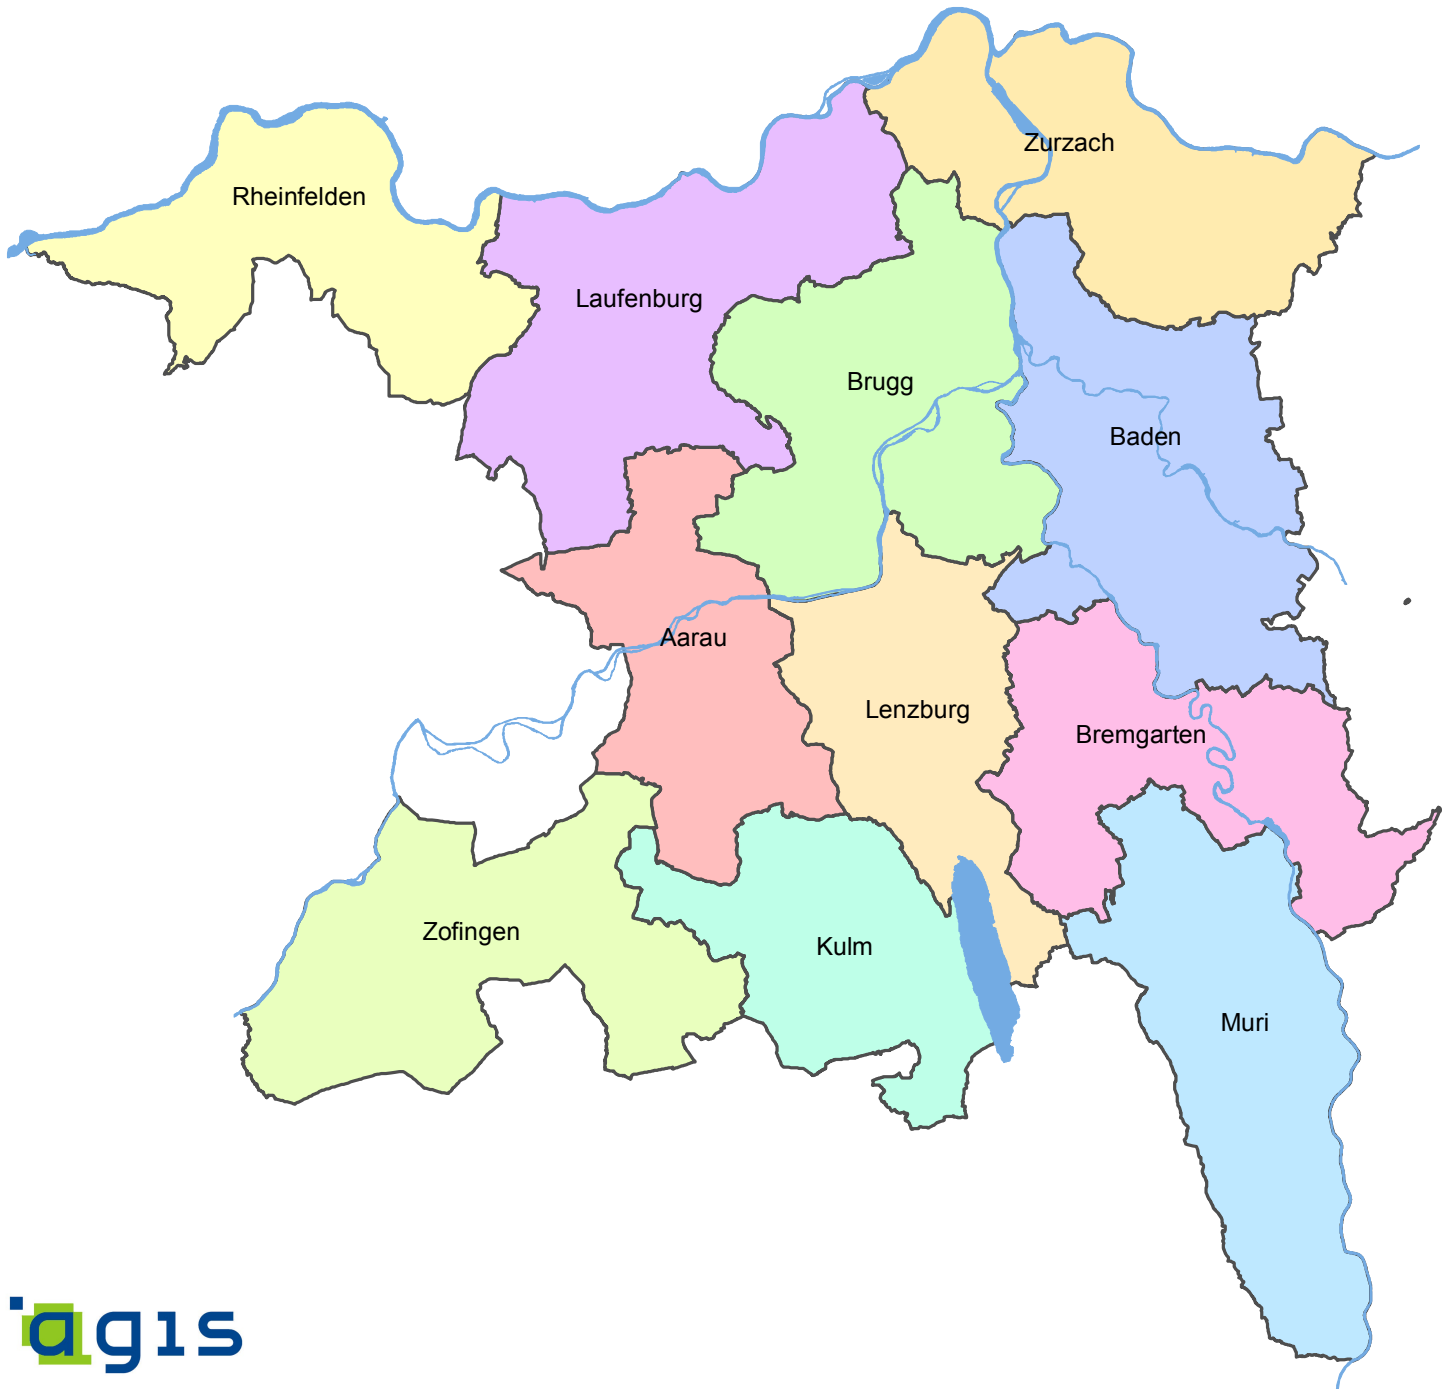 Zurzach
Rheinfelden
Laufenburg
Brugg
Baden
Aarau
Lenzburg
Bremgarten
Zofingen
Kulm
Muri
agis